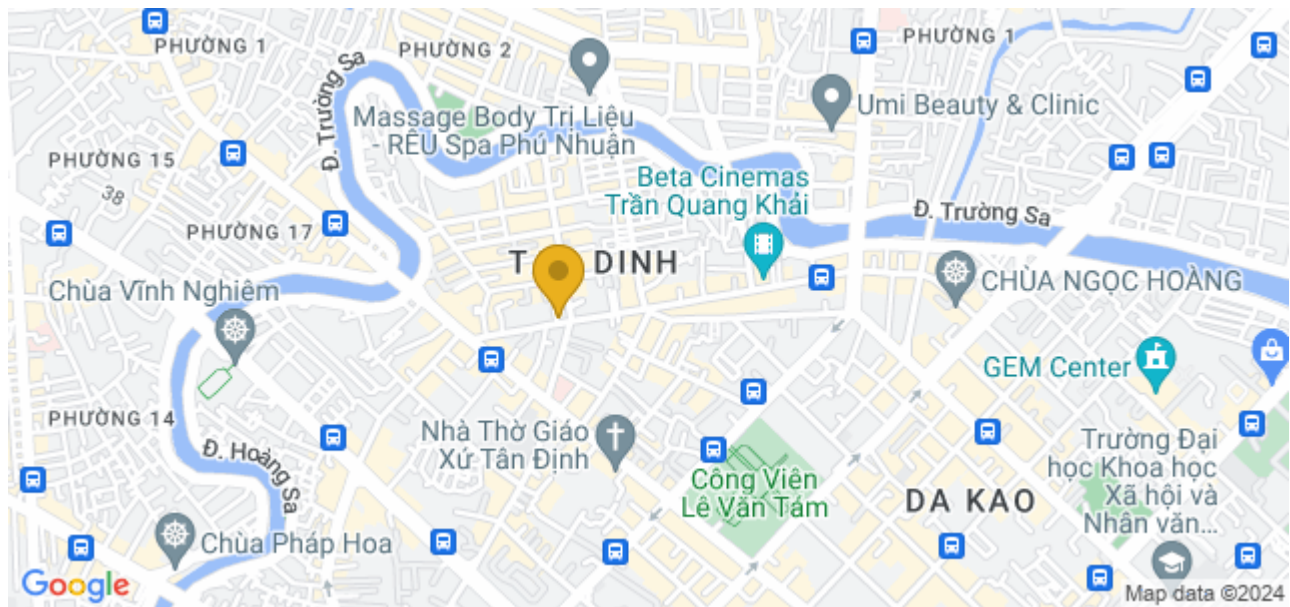 PHƯỜNG 1
PHƯỜNG 2
PHƯỜNG 1
Đ. Trường Sa
Massage Body Trị Liệu
- RÊU Spa Phú Nhuận
Umi Beauty & Clinic
PHƯỜNG 15
38
Beta Cinemas
Trần Quang Khải
Đ. Trường Sa
PHƯỜNG 17
T
DINH
Chùa Vĩnh Nghiêm
CHÙA NGỌC HOÀNG
GEM Center
PHƯỜNG 14
Nhà Thờ Giáo
Xứ Tân Định
Đ. Hoàng Sa
Công Viên
Lê Văn Tám
Trường Đại
học Khoa học
Xã hội và
Nhân văn...
DA KAO
Chùa Pháp Hoa
Google
Map data ©2024